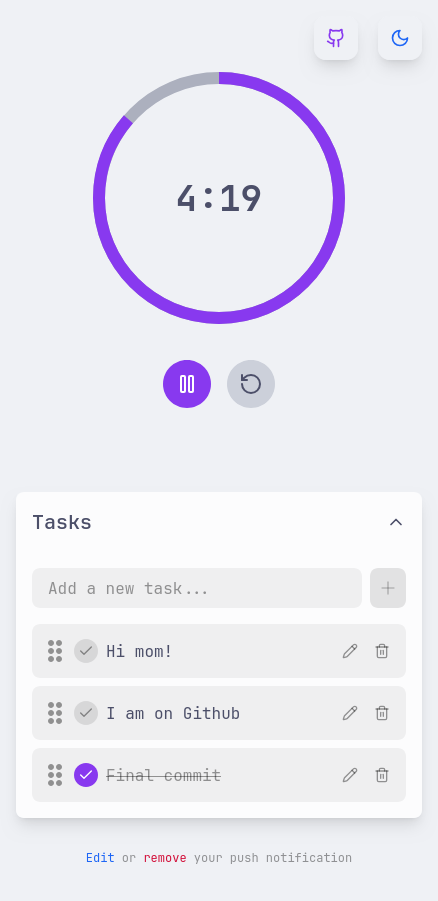 4:19
Tasks
Add a new task...
Hi mom!
I am on Github
Final commit
Edit or remove your push notification